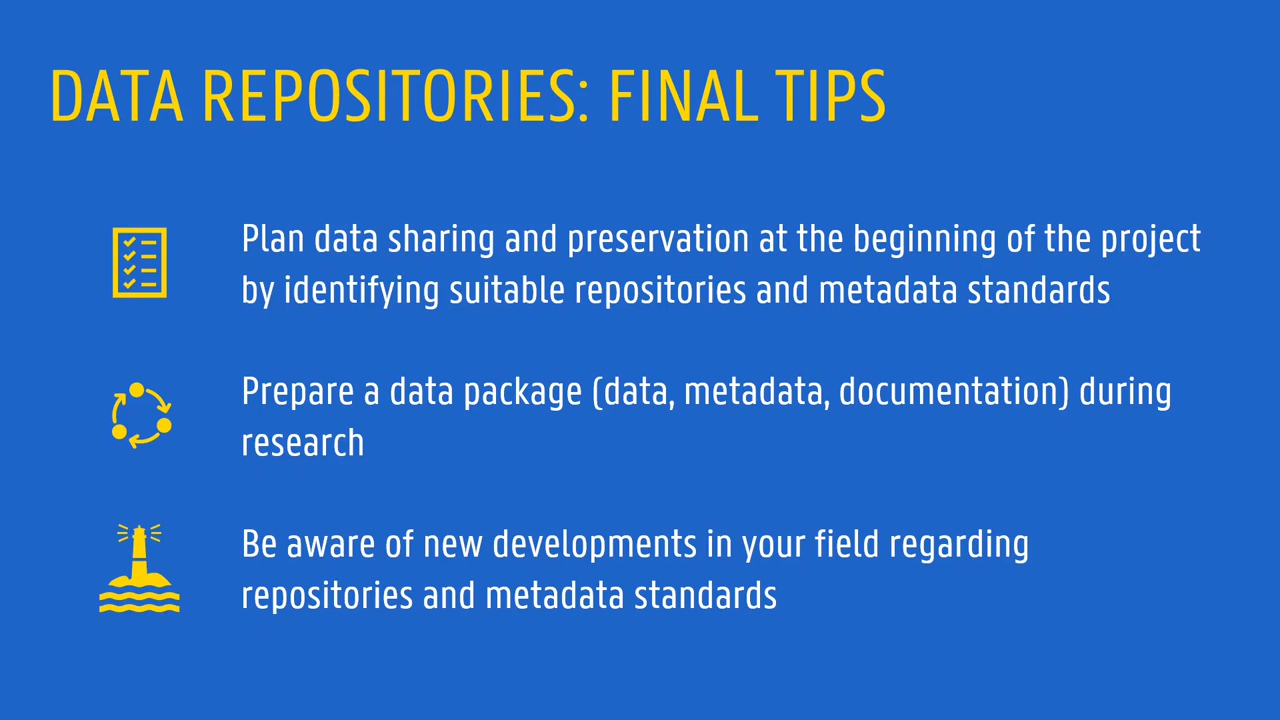 DATA REPOSITORIES: FINAL TIPS
Plan data sharing and preservation at the beginning of the project
by identifying suitable repositories and metadata standards
Prepare a data package (data, metadata, documentation) during
research
Be aware of new developments in your field regarding
repositories and metadata standards